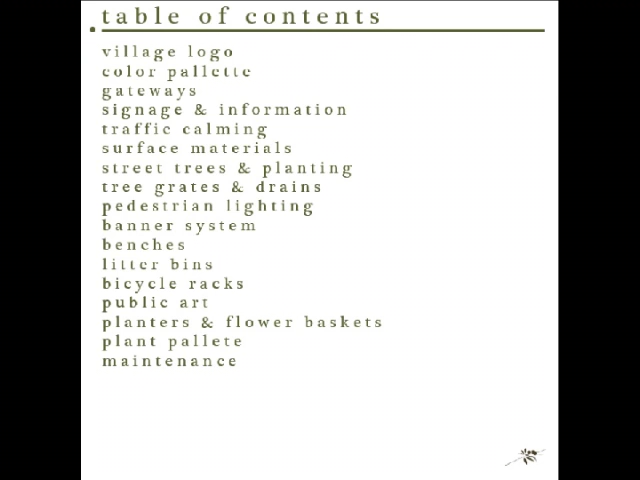 table of contents
village logo
color pallette
gateways
signage & information
traffic calming
surface materials
street trees & planting
tree grates & drains
pedestrian lighting
banner system
benches
litter bins
bicycle racks
public art
planters & flower baskets
plant pallete
maintenance